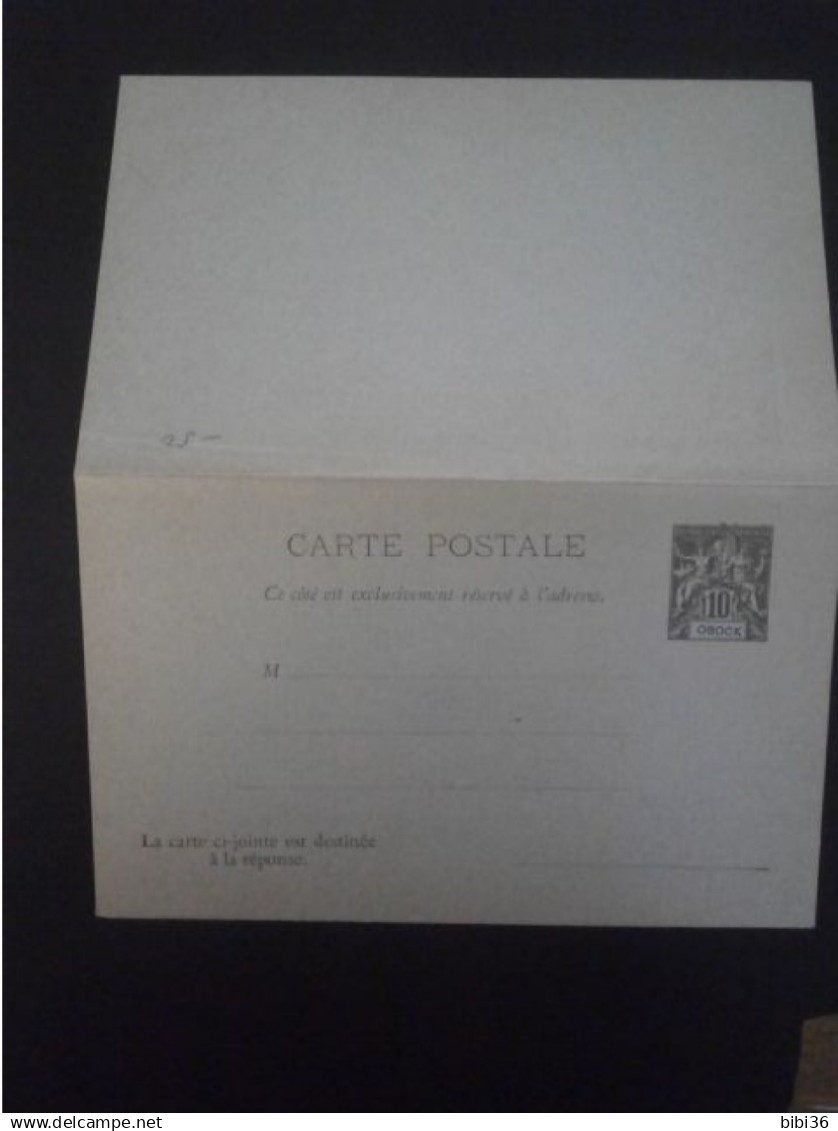 25 —
CARTE POSTALE
Ce côté est exclusivement réservé à l'adresse.
10
OBOCK
M
La carte ci-jointe est destinée
à la réponse.
www.delcampe.net
bibi36